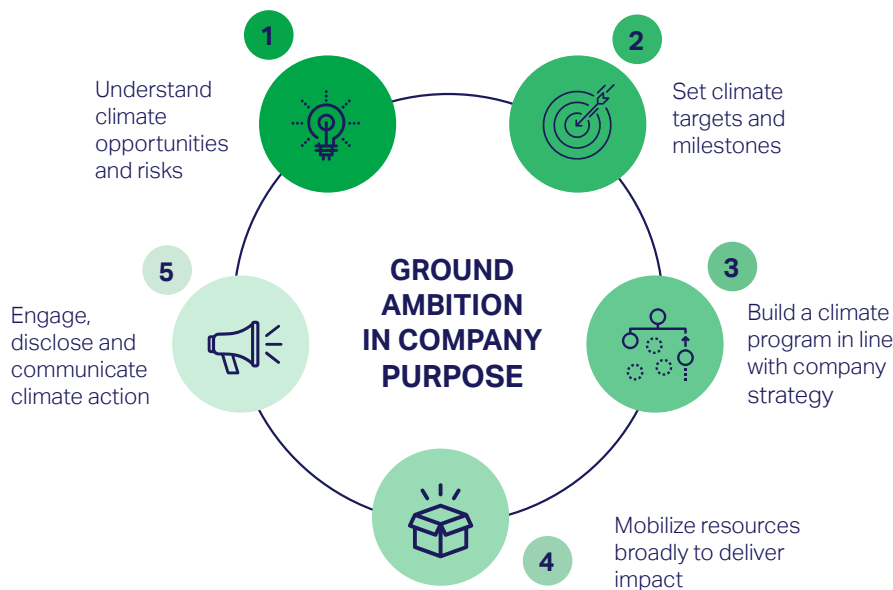 1
Understand
climate
opportunities
and risks
2
Set climate
targets and
milestones
3
Build a climate
program in line
with company
strategy
4
Mobilize resources
broadly to deliver
impact
5
Engage,
disclose and
communicate
climate action
GROUND
AMBITION
IN COMPANY
PURPOSE